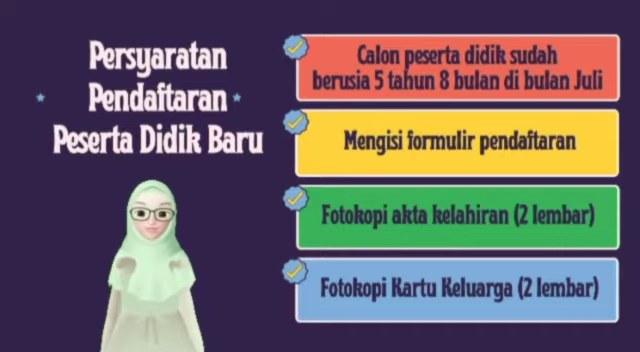 Persyaratan
Pendaftaran
Peserta Didik Baru
Calon peserta didik sudah
berusia 5 tahun 8 bulan di bulan Juli
Mengisi formulir pendaftaran
Fotokopi akta kelahiran (2 lembar)
Fotokopi Kartu Keluarga (2 lembar)